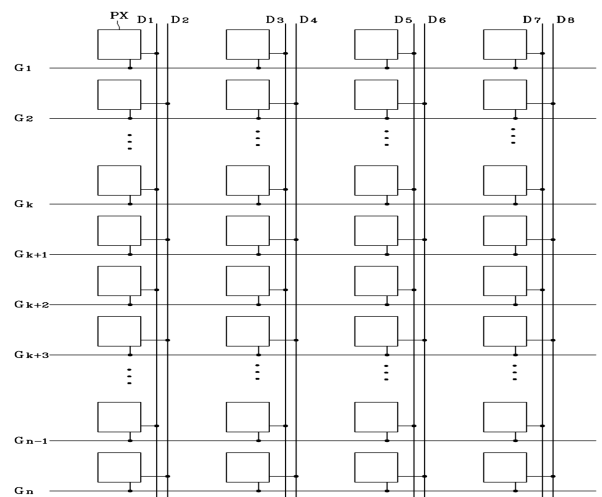 PX D1 D2 D3 D4 D5 D6 D7 D8
G1
G2
Gk
Gk+1
Gk+2
Gk+3
Gn-1
Gn